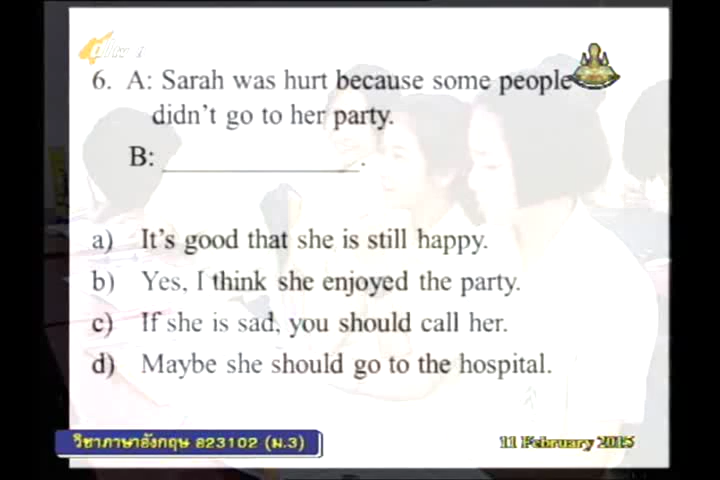 6. A: Sarah was hurt because some people
didn't go to her party.
B: ____________.
a) It's good that she is still happy.
b) Yes, I think she enjoyed the party.
c) If she is sad, you should call her.
d) Maybe she should go to the hospital.
วิชาภาษาอังกฤษ อ23102 (ม.3)
11 February 2015